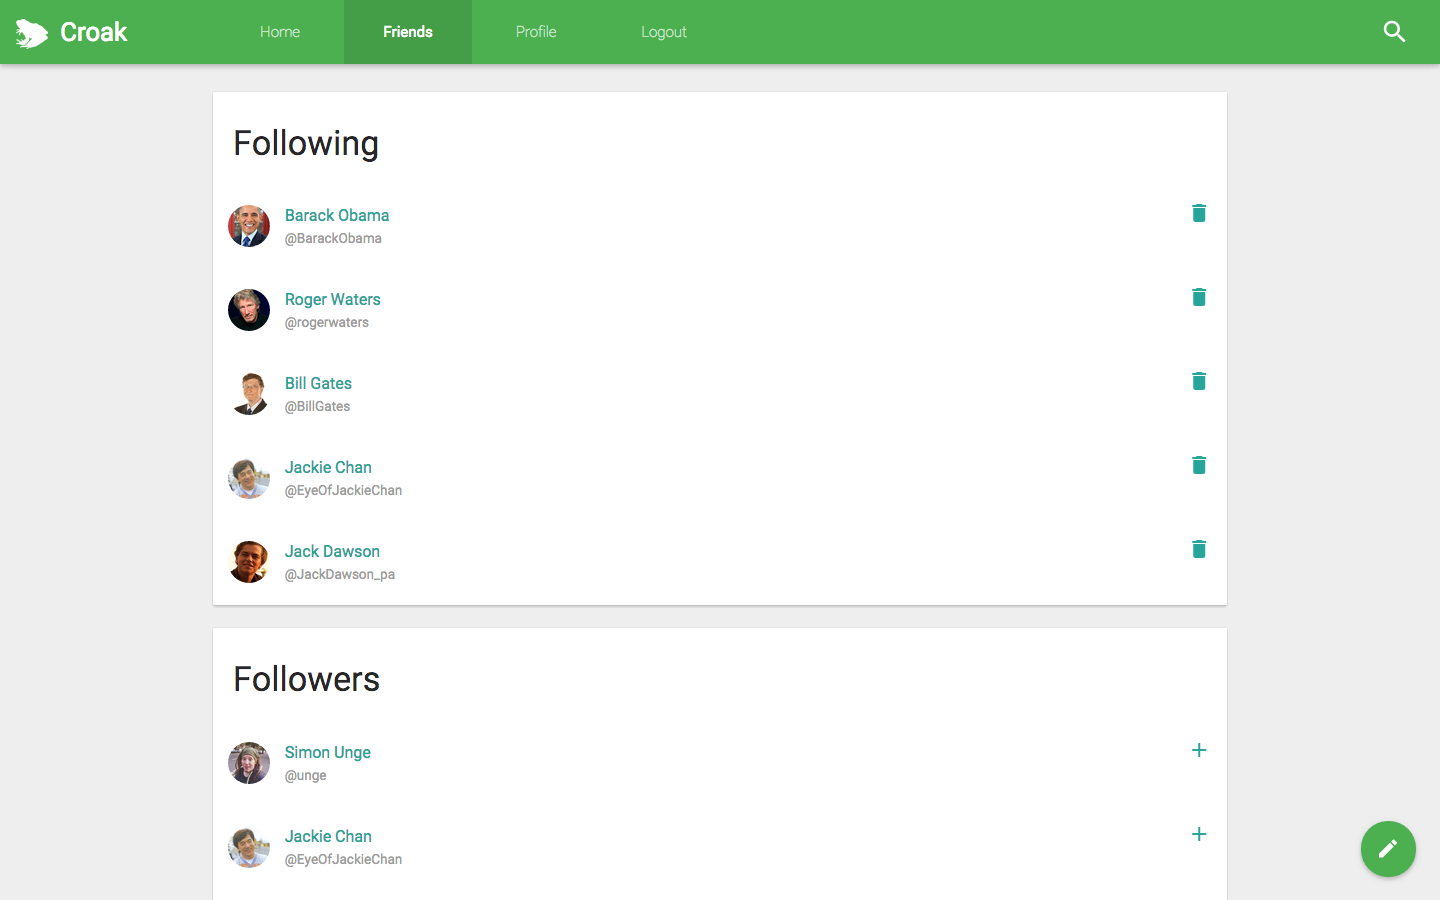 Croak
Home
Friends
Profile
Logout
Following
Barack Obama
@BarackObama
Roger Waters
@rogerwaters
Bill Gates
@BillGates
Jackie Chan
@EyeOfJackieChan
Jack Dawson
@JackDawson_pa
Followers
Simon Unge
@unge
Jackie Chan
@EyeOfJackieChan